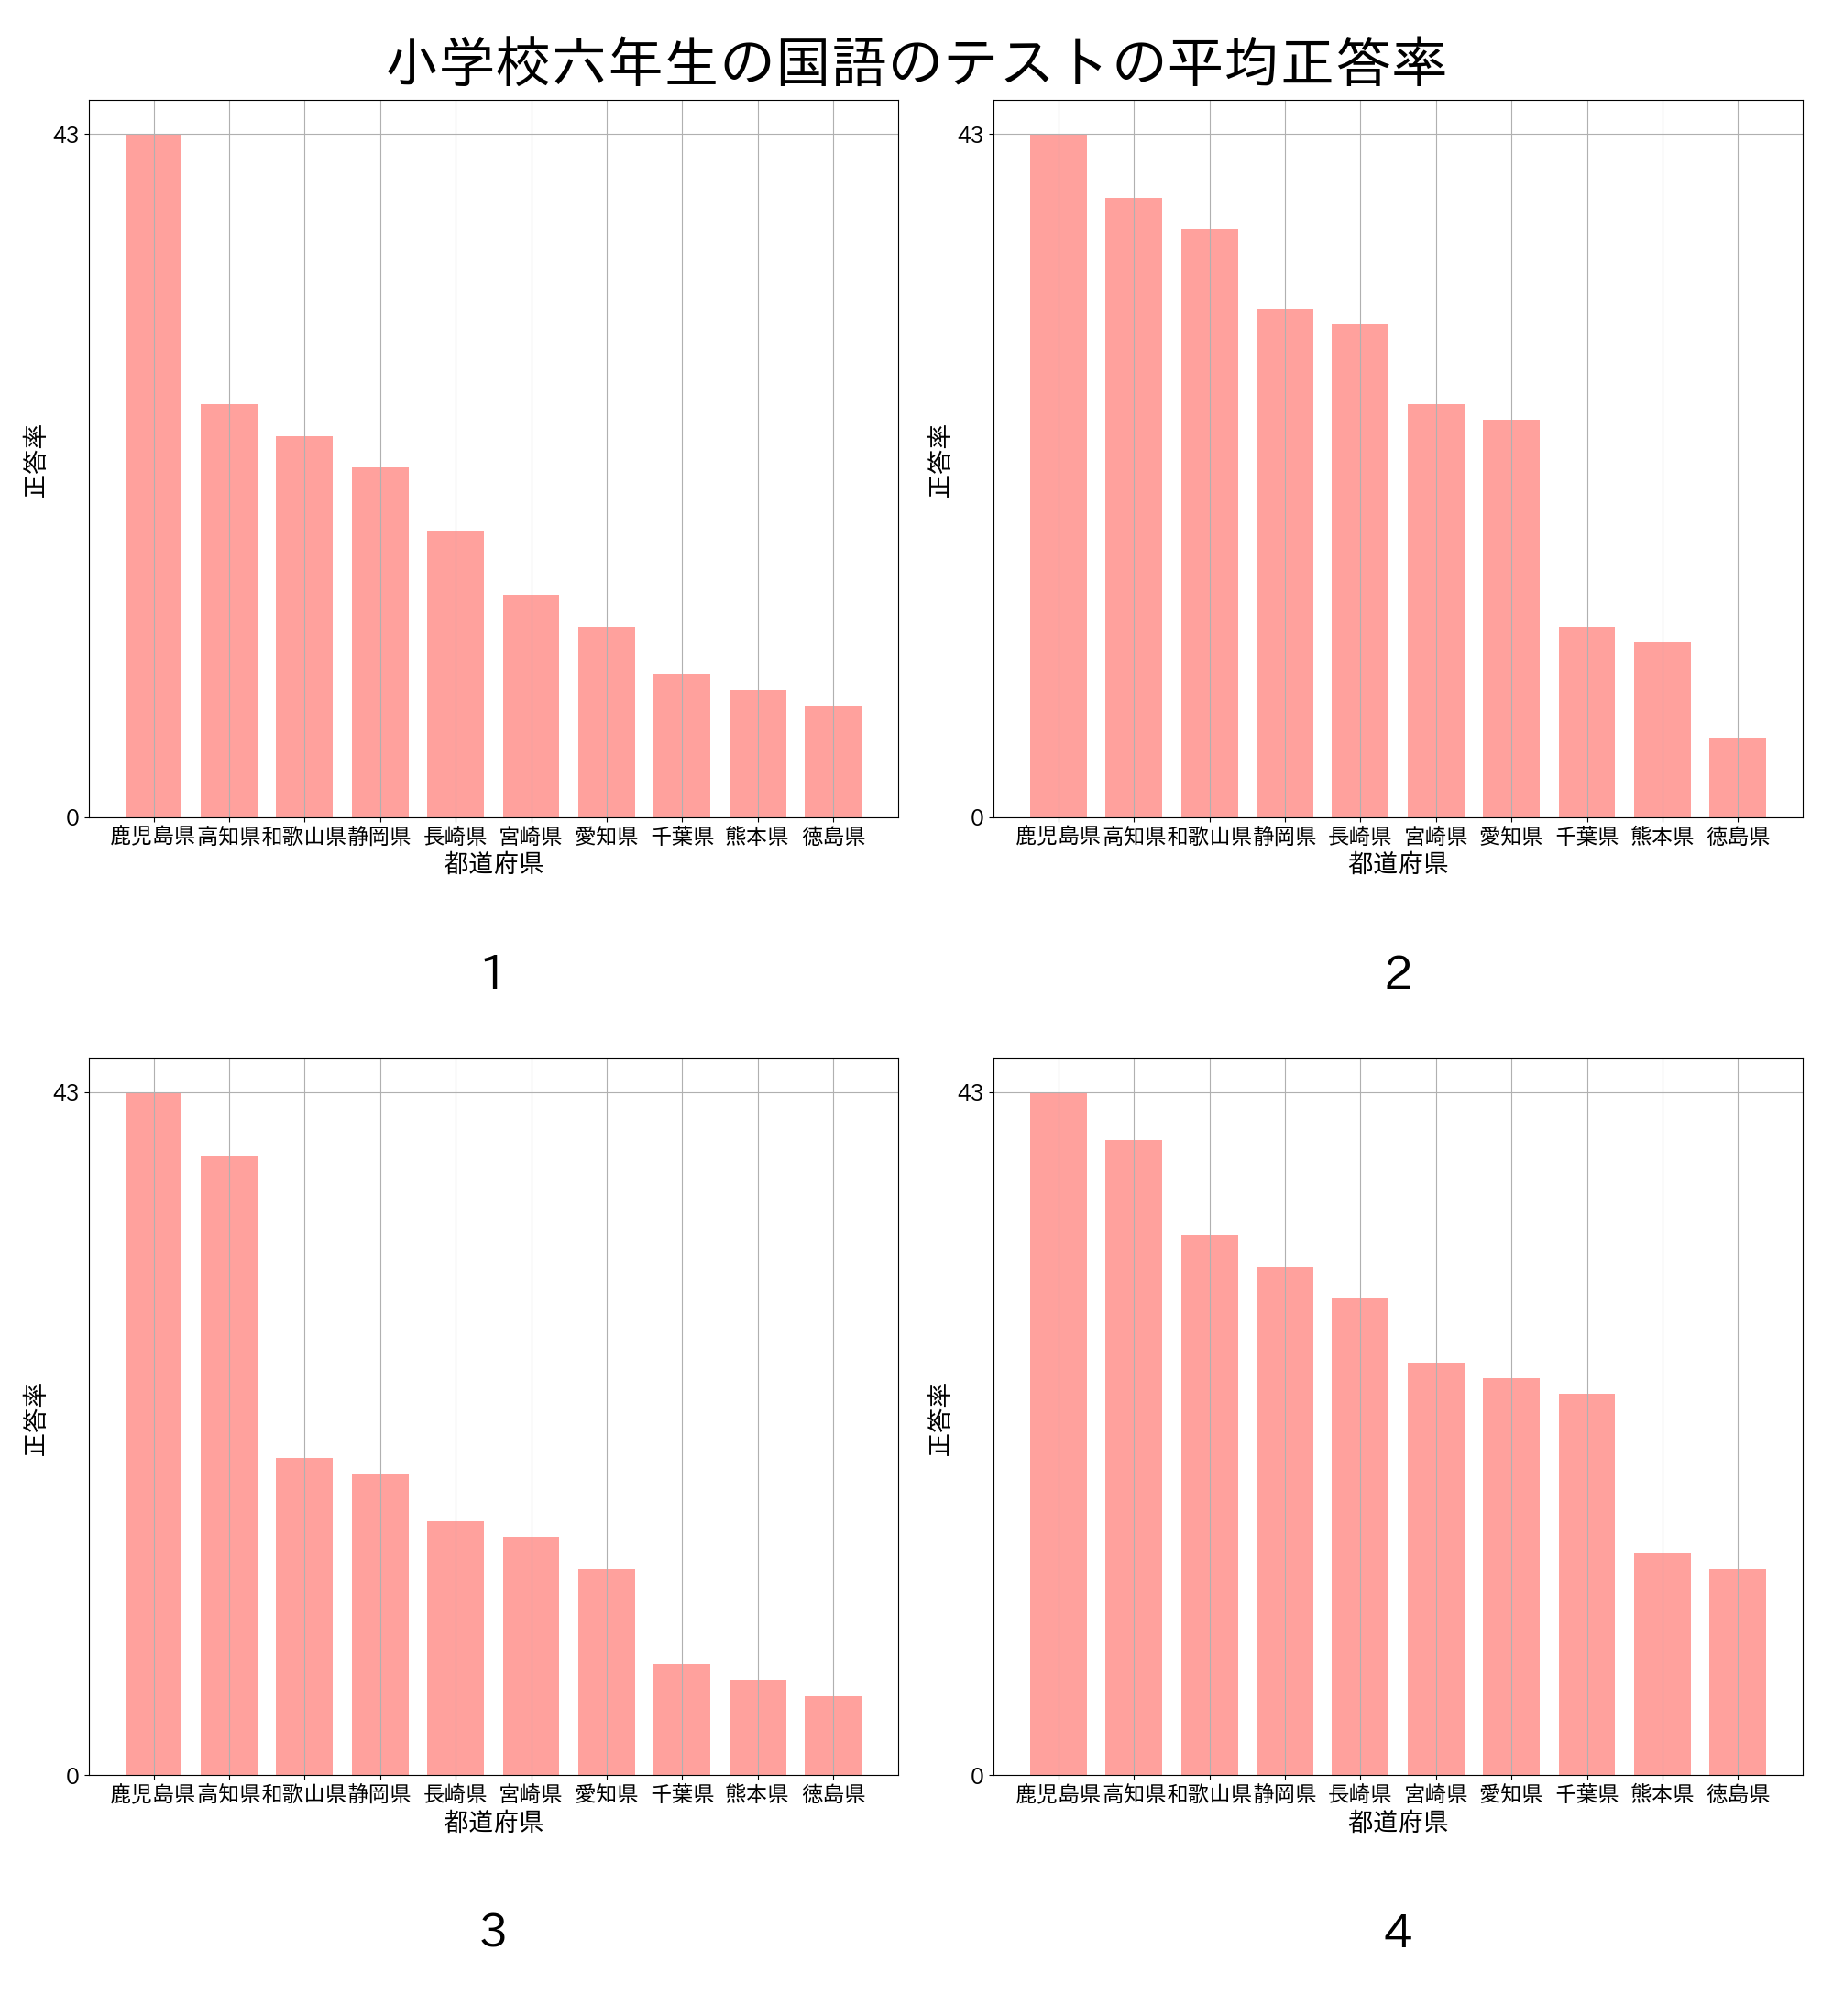 小学校六年生の国語のテストの平均正答率
43
0
正答率
鹿児島県 高知県 和歌山県 静岡県 長崎県 宮崎県 愛知県 千葉県 熊本県 徳島県
都道府県
1
43
0
正答率
鹿児島県 高知県 和歌山県 静岡県 長崎県 宮崎県 愛知県 千葉県 熊本県 徳島県
都道府県
2
43
0
正答率
鹿児島県 高知県 和歌山県 静岡県 長崎県 宮崎県 愛知県 千葉県 熊本県 徳島県
都道府県
3
43
0
正答率
鹿児島県 高知県 和歌山県 静岡県 長崎県 宮崎県 愛知県 千葉県 熊本県 徳島県
都道府県
4